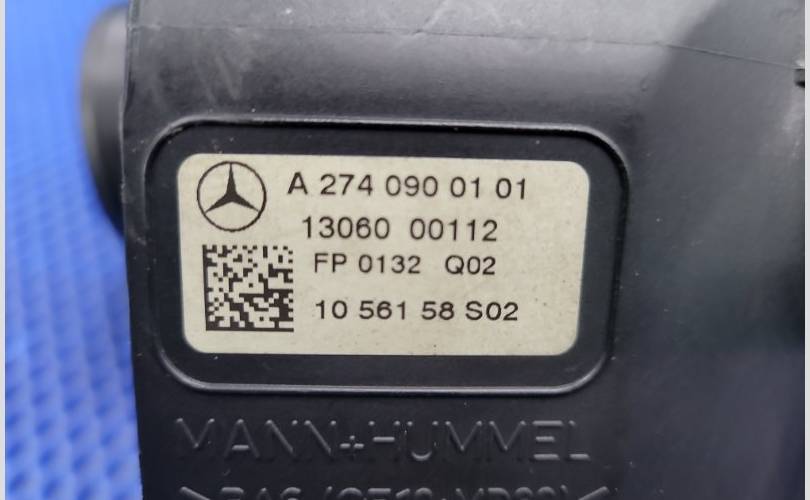 A 274 090 01 01
13060 00112
FP 0132 Q02
10 561 58 S02
MANN+HUMMEL